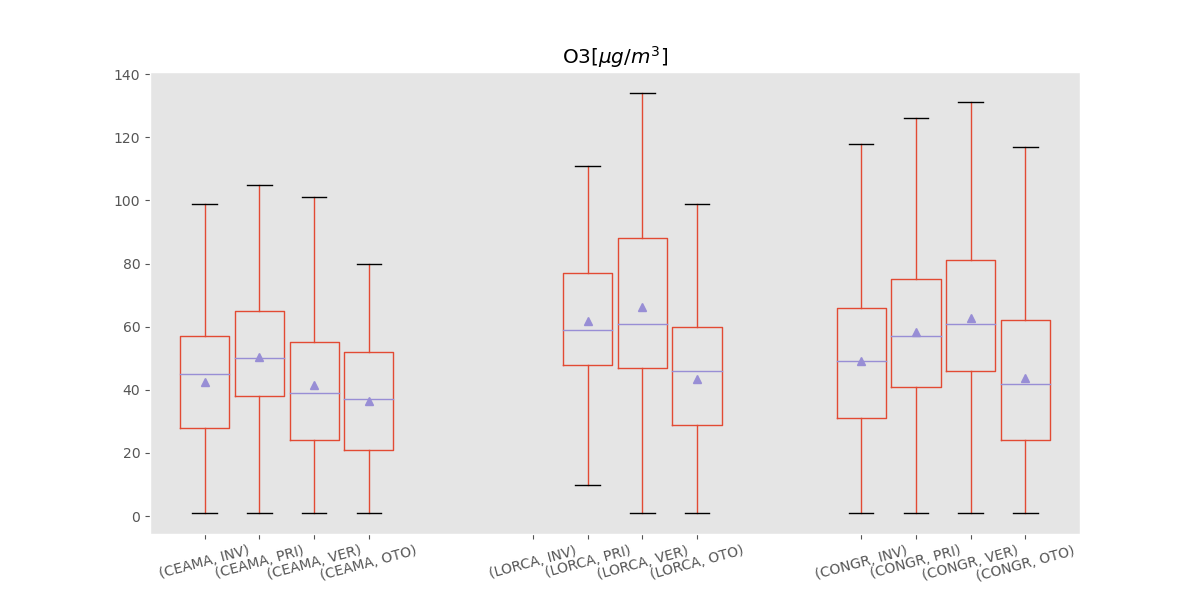 O3[μg/m³]
140
120
100
80
60
40
20
0
(CEAMA, INV)
(CEAMA, PRI)
(CEAMA, VER)
(CEAMA, OTO)
(LORCA, INV)
(LORCA, PRI)
(LORCA, VER)
(LORCA, OTO)
(CONGR, INV)
(CONGR, PRI)
(CONGR, VER)
(CONGR, OTO)